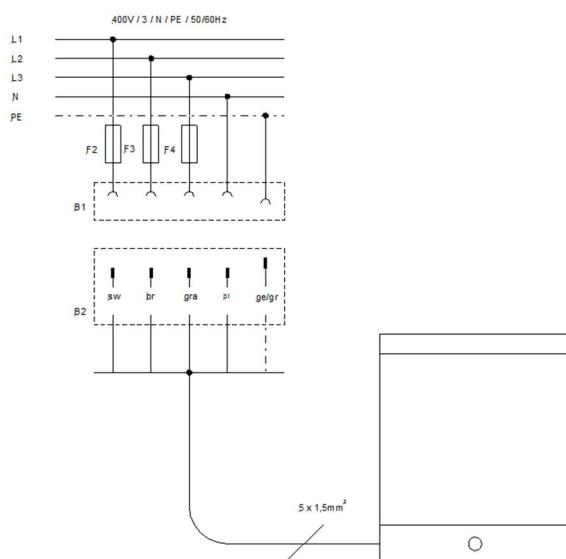 400V / 3 / N / PE / 50/60Hz
L1
L2
L3
N
PE
F2 F3 F4
B1
sw br gra bl ge/gr
B2
5 x 1,5mm²